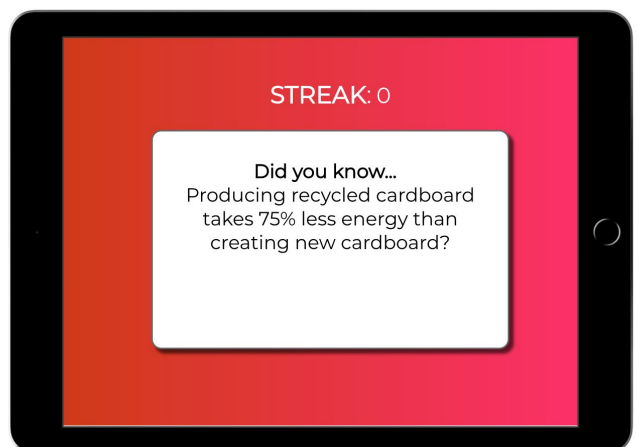 STREAK: 0
Did you know...
Producing recycled cardboard
takes 75% less energy than
creating new cardboard?